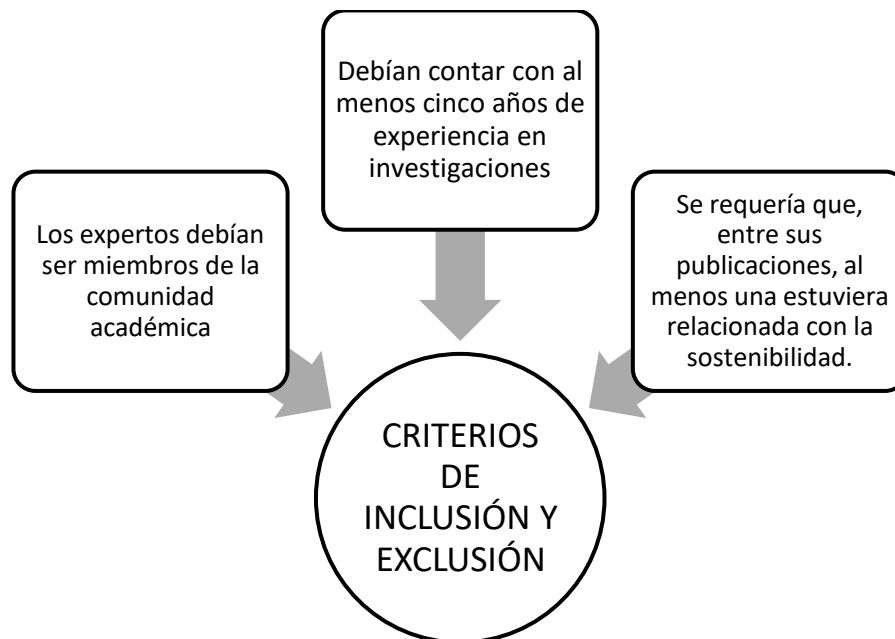 Debían contar con al
menos cinco años de
experiencia en
investigaciones
Los expertos debían
ser miembros de la
comunidad
académica
Se requería que,
entre sus
publicaciones, al
menos una estuviera
relacionada con la
sostenibilidad.
CRITERIOS
DE
INCLUSIÓN Y
EXCLUSIÓN